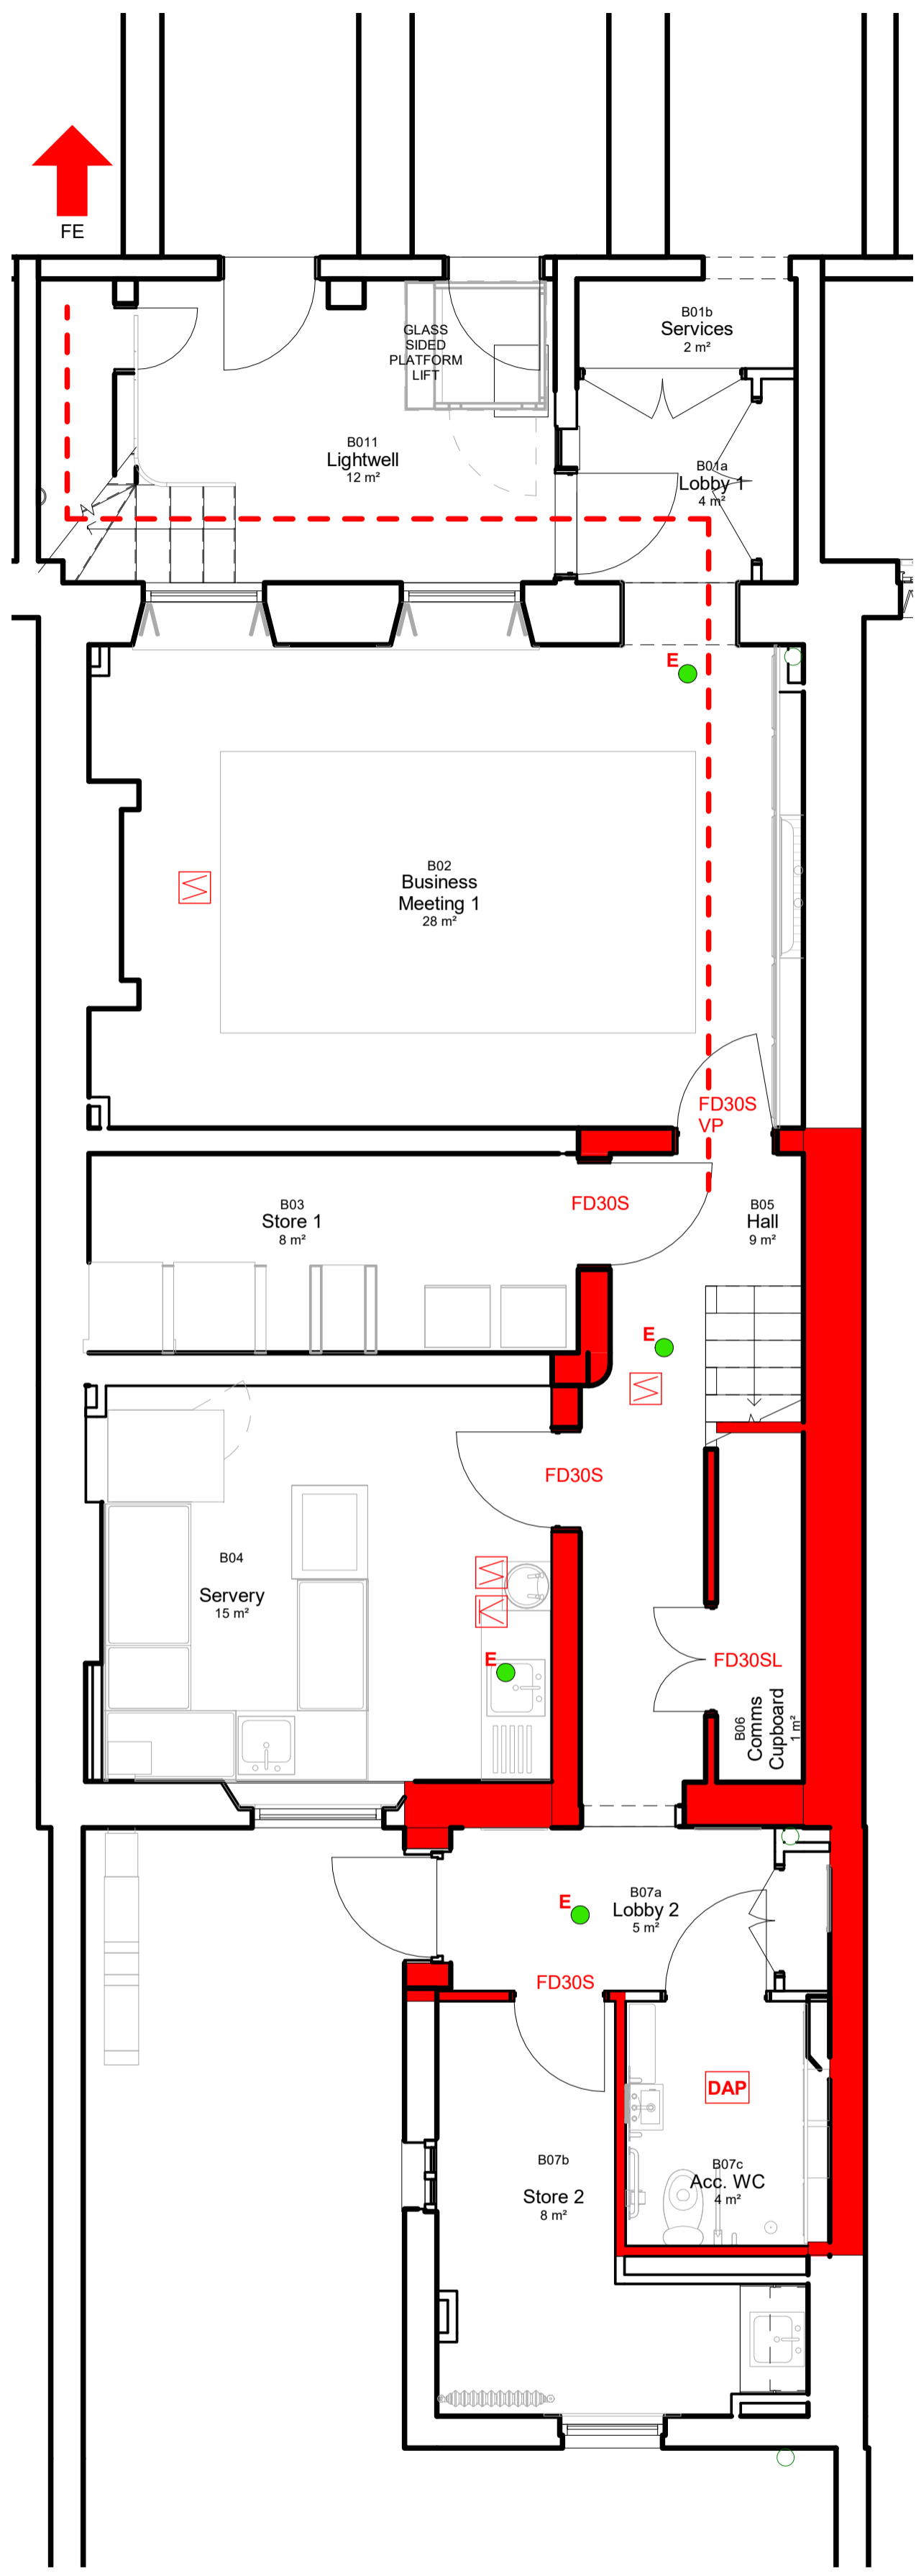 FE
B01b
Services
2 m²
GLASS
SIDED
PLATFORM
LIFT
B011
Lightwell
12 m²
B01a
Lobby 1
4 m²
E
B02
Business
Meeting 1
28 m²
FD30S
VP
B03
Store 1
8 m²
FD30S
B05
Hall
9 m²
E
FD30S
B04
Servery
15 m²
E
FD30SL
B06
Comms
Cupboard
1 m²
E
B07a
Lobby 2
5 m²
FD30S
DAP
B07b
Store 2
8 m²
B07c
Acc. WC
4 m²